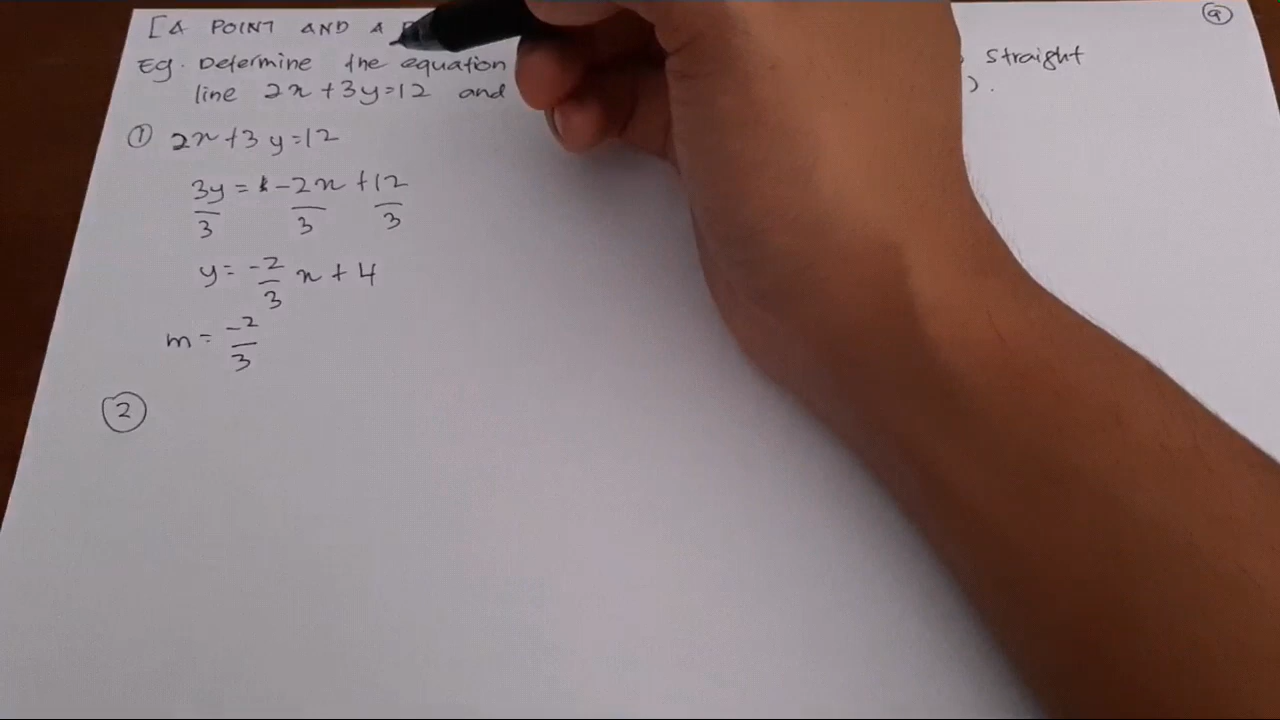 [A POINT AND A
9
Eg. Determine the equation straight
line 2x+3y=12 and ).
① 2x+3y=12
3y = -2x +12
3 3 3
y = -2/3 x + 4
m = -2/3
②